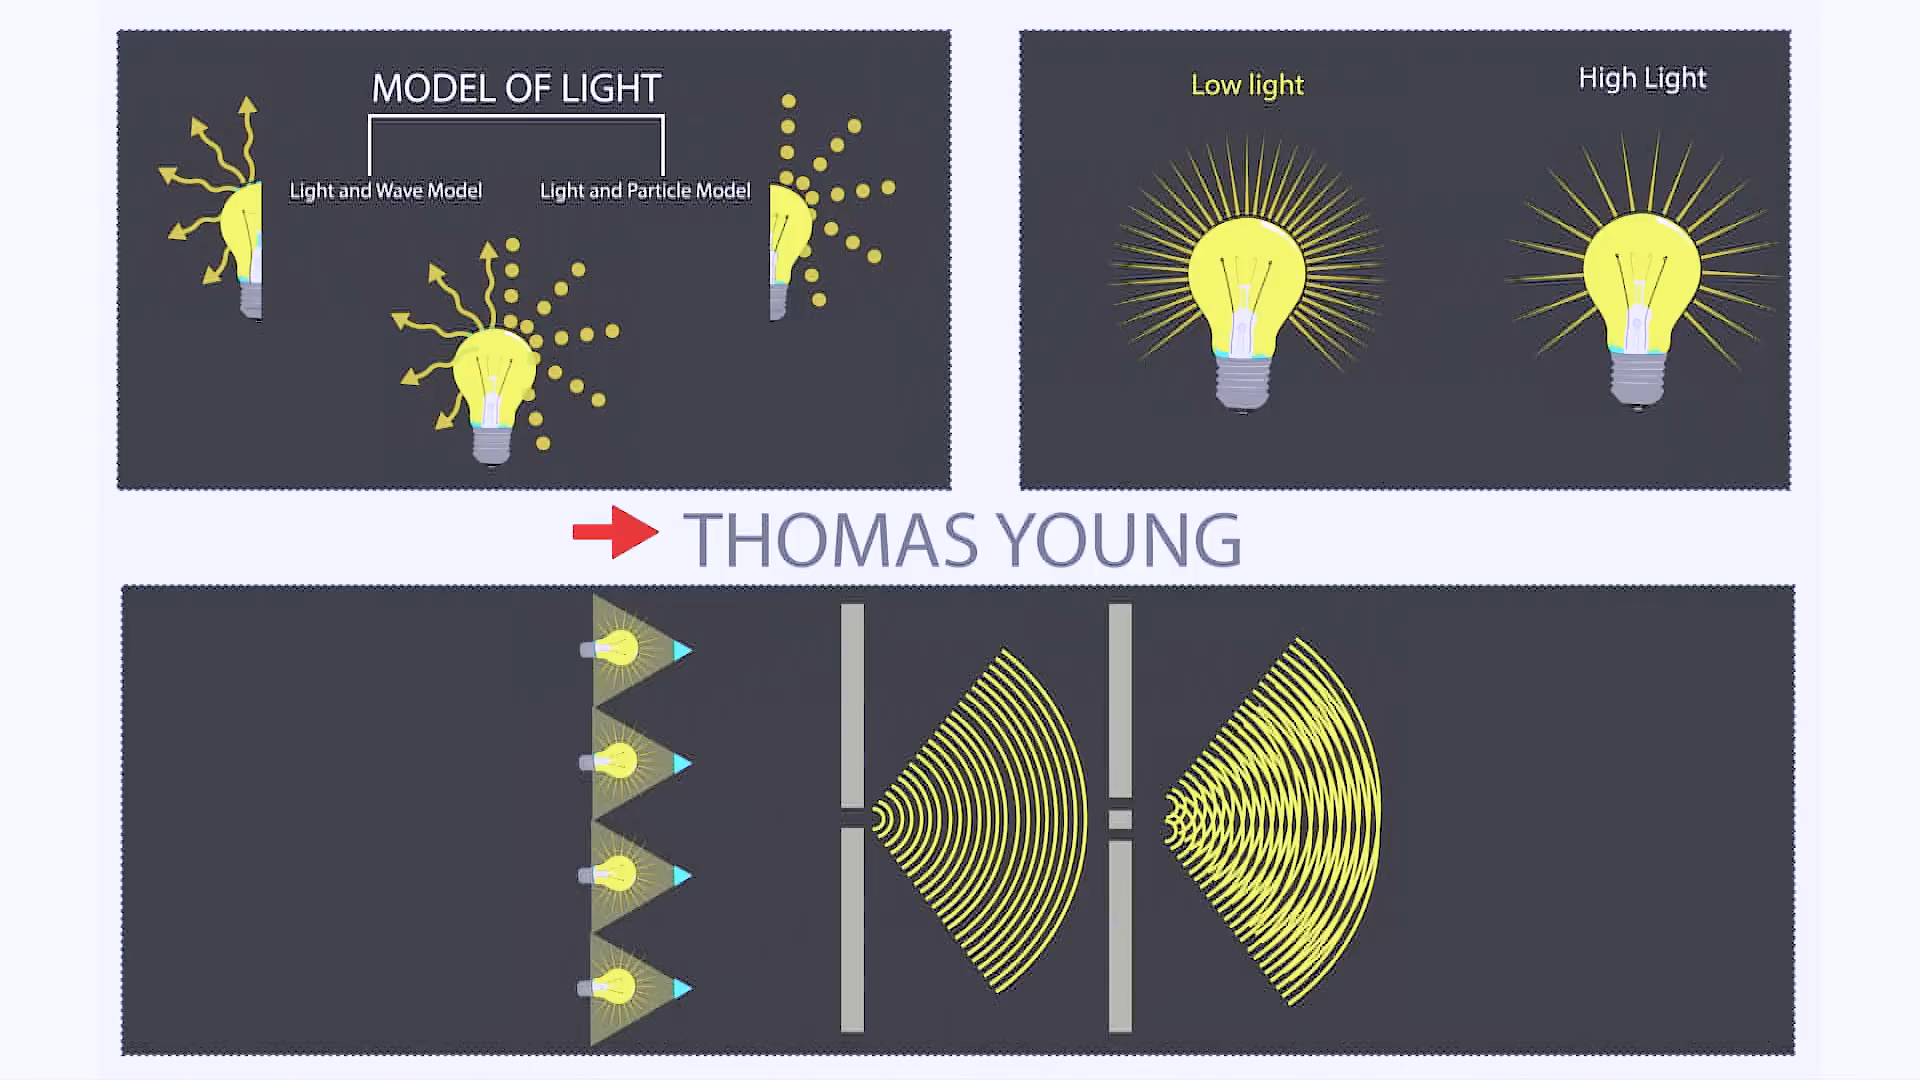 MODEL OF LIGHT
Light and Wave Model
Light and Particle Model
Low light
High Light
THOMAS YOUNG